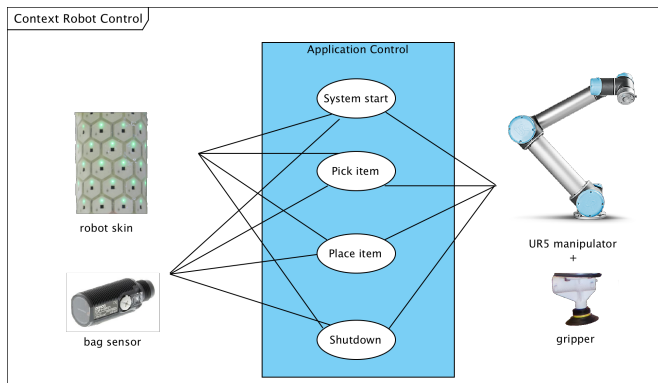 Context Robot Control
Application Control
System start
Pick item
Place item
Shutdown
robot skin
bag sensor
UR5 manipulator
+
gripper